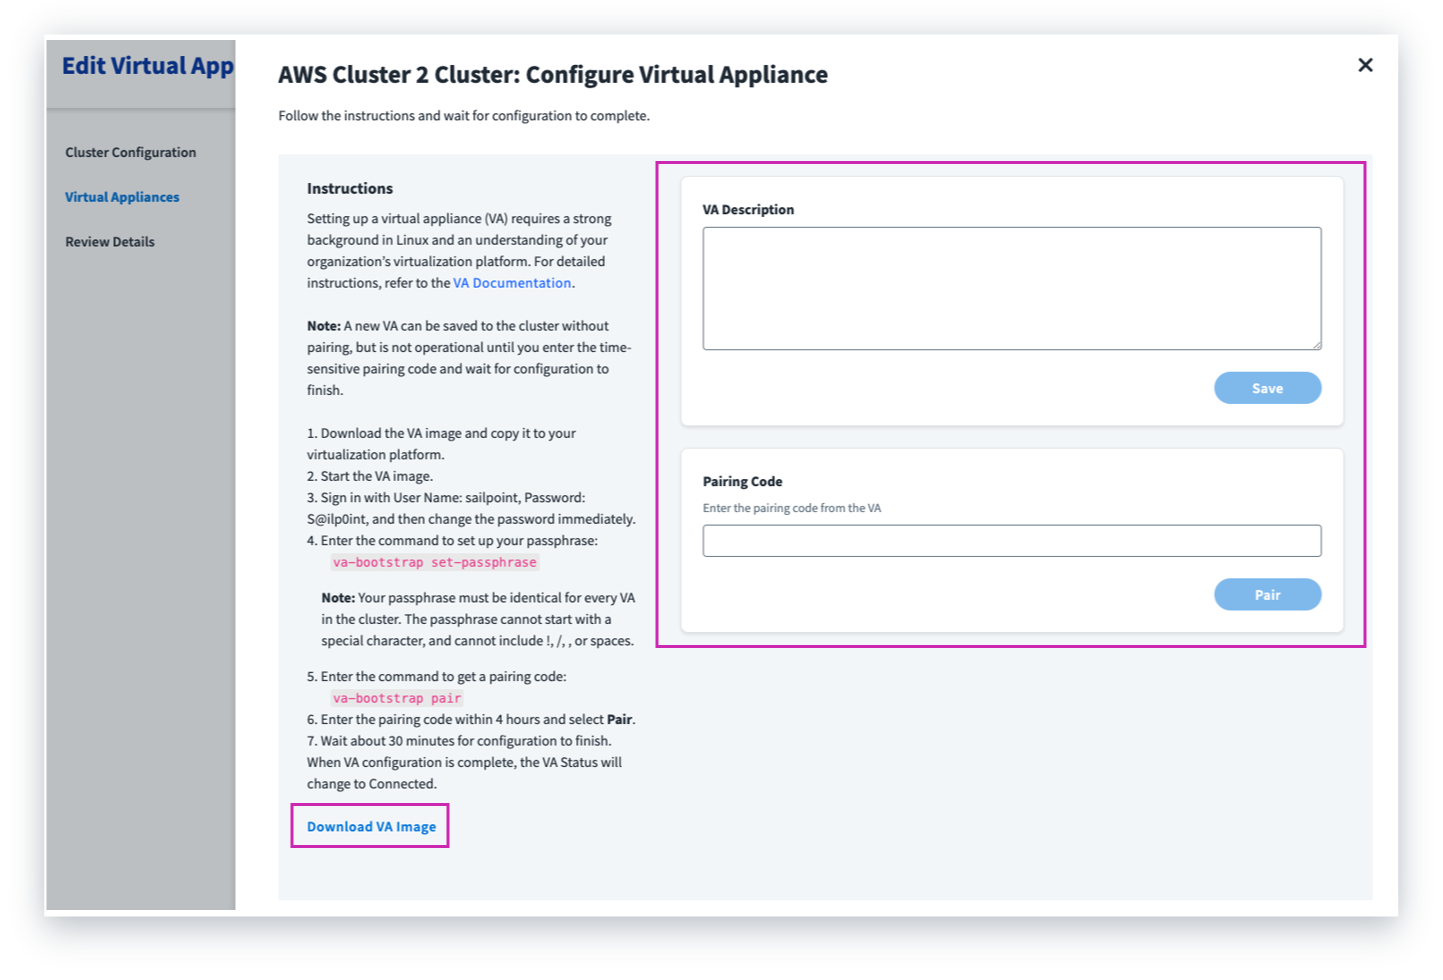 Edit Virtual App
Cluster Configuration
Virtual Appliances
Review Details
AWS Cluster 2 Cluster: Configure Virtual Appliance
Follow the instructions and wait for configuration to complete.
Instructions
Setting up a virtual appliance (VA) requires a strong
background in Linux and an understanding of your
organization's virtualization platform. For detailed
instructions, refer to the VA Documentation.
Note: A new VA can be saved to the cluster without
pairing, but is not operational until you enter the time-
sensitive pairing code and wait for configuration to
finish.
1. Download the VA image and copy it to your
virtualization platform.
2. Start the VA image.
3. Sign in with User Name: sailpoint, Password:
S@ilp0int, and then change the password immediately.
4. Enter the command to set up your passphrase:
va-bootstrap set-passphrase
Note: Your passphrase must be identical for every VA
in the cluster. The passphrase cannot start with a
special character, and cannot include !, /, , or spaces.
5. Enter the command to get a pairing code:
va-bootstrap pair
6. Enter the pairing code within 4 hours and select Pair.
7. Wait about 30 minutes for configuration to finish.
When VA configuration is complete, the VA Status will
change to Connected.
Download VA Image
VA Description
Save
Pairing Code
Enter the pairing code from the VA
Pair